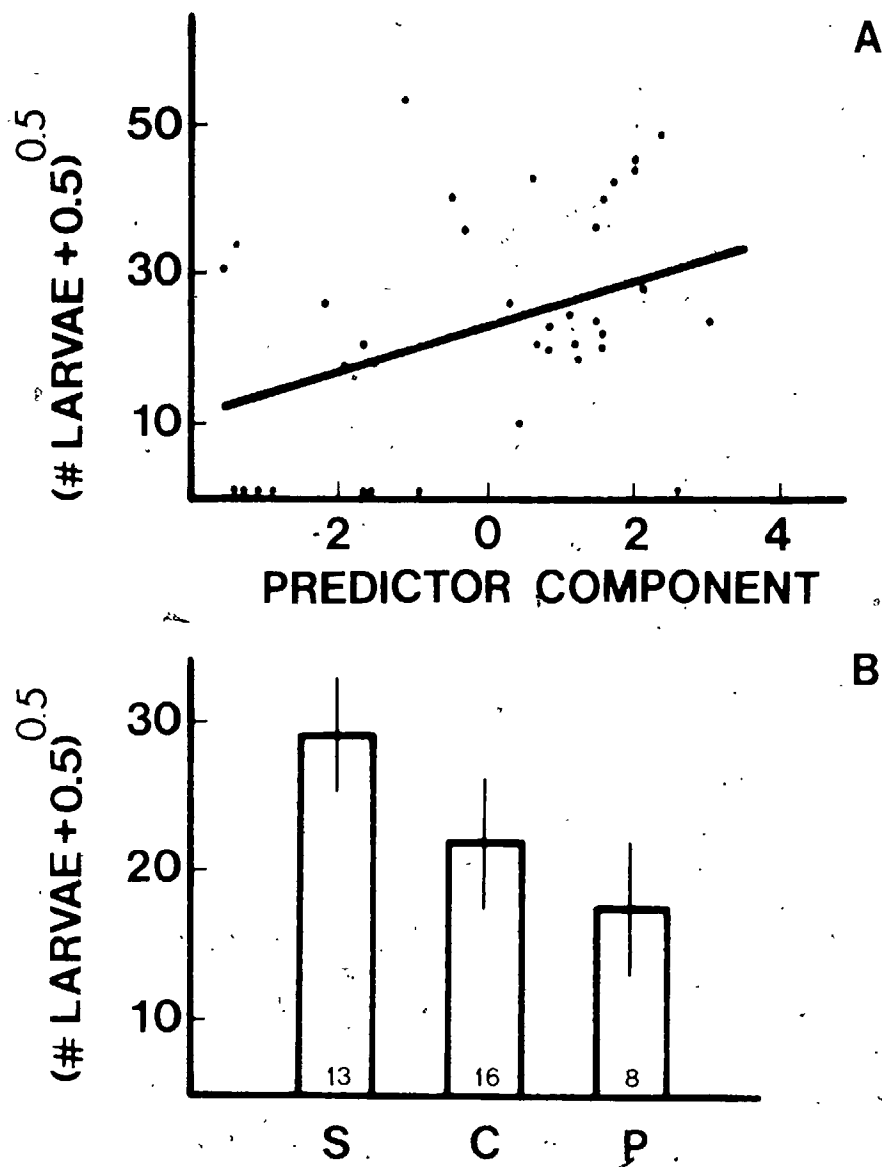 A
(# LARVAE + 0.5)^0.5
50
30
10
-2 0 2 4
PREDICTOR COMPONENT
B
(# LARVAE + 0.5)^0.5
30
20
10
13 16 8
S C P